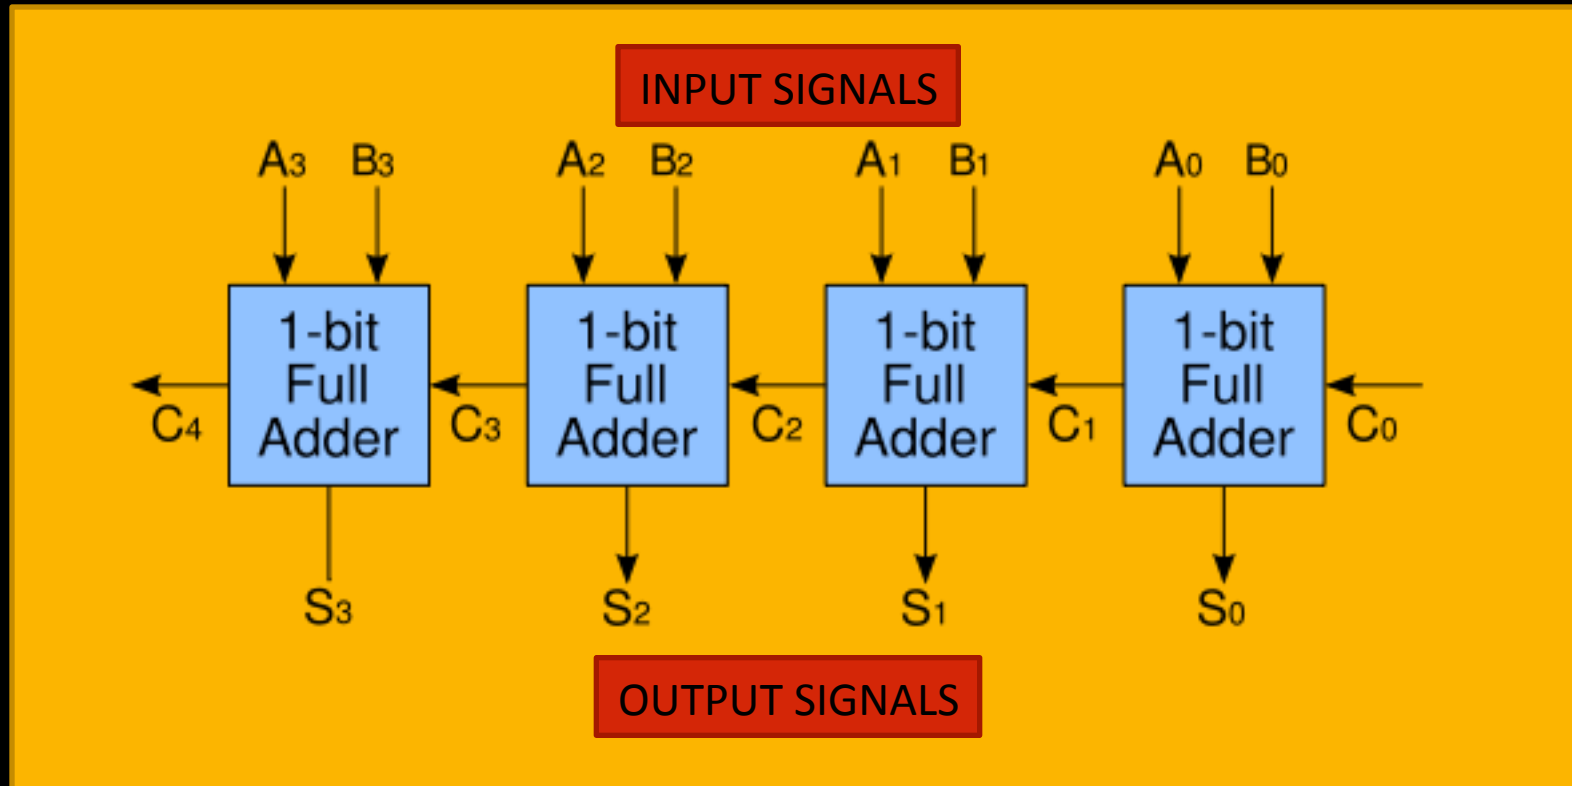 INPUT SIGNALS
A3 B3 A2 B2 A1 B1 A0 B0
1-bit 1-bit 1-bit 1-bit
Full Full Full Full
Adder Adder Adder Adder
C4 C3 C2 C1 C0
S3 S2 S1 S0
OUTPUT SIGNALS